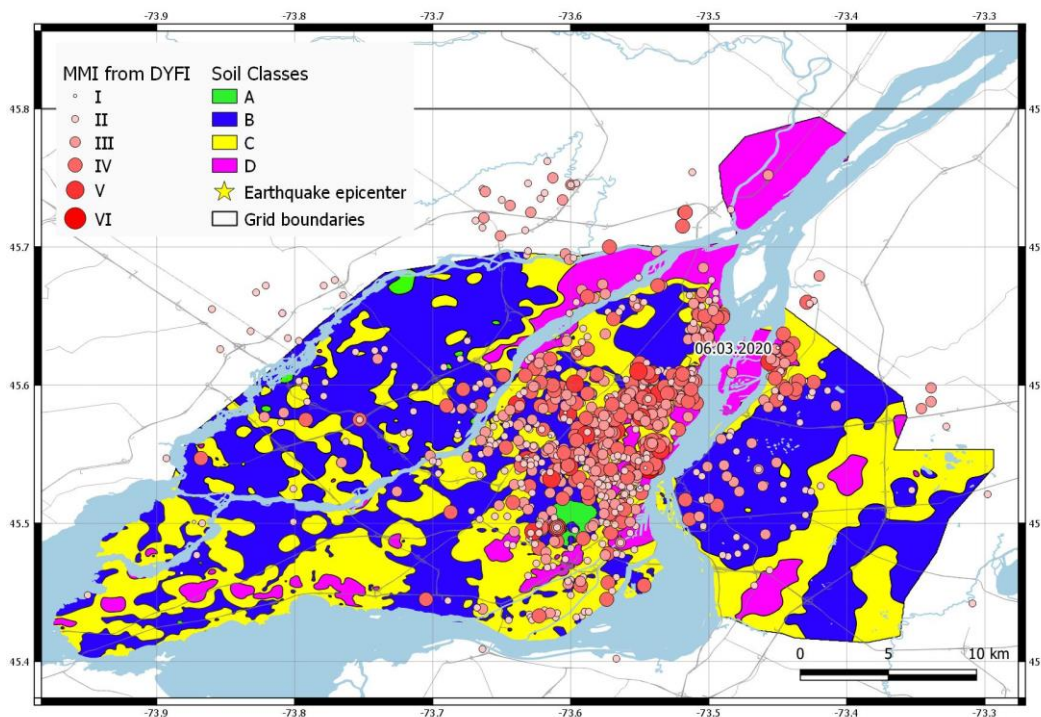 -73.9 -73.8 -73.7 -73.6 -73.5 -73.4 -73.3
MMI from DYFI Soil Classes
I A
II B
III C
IV D
V Earthquake epicenter
VI Grid boundaries
45.8 45
45.7 45
06.03.2020
45.6 45
45.5 45
45.4 45
0 5 10 km
-73.9 -73.8 -73.7 -73.6 -73.5 -73.4 -73.3